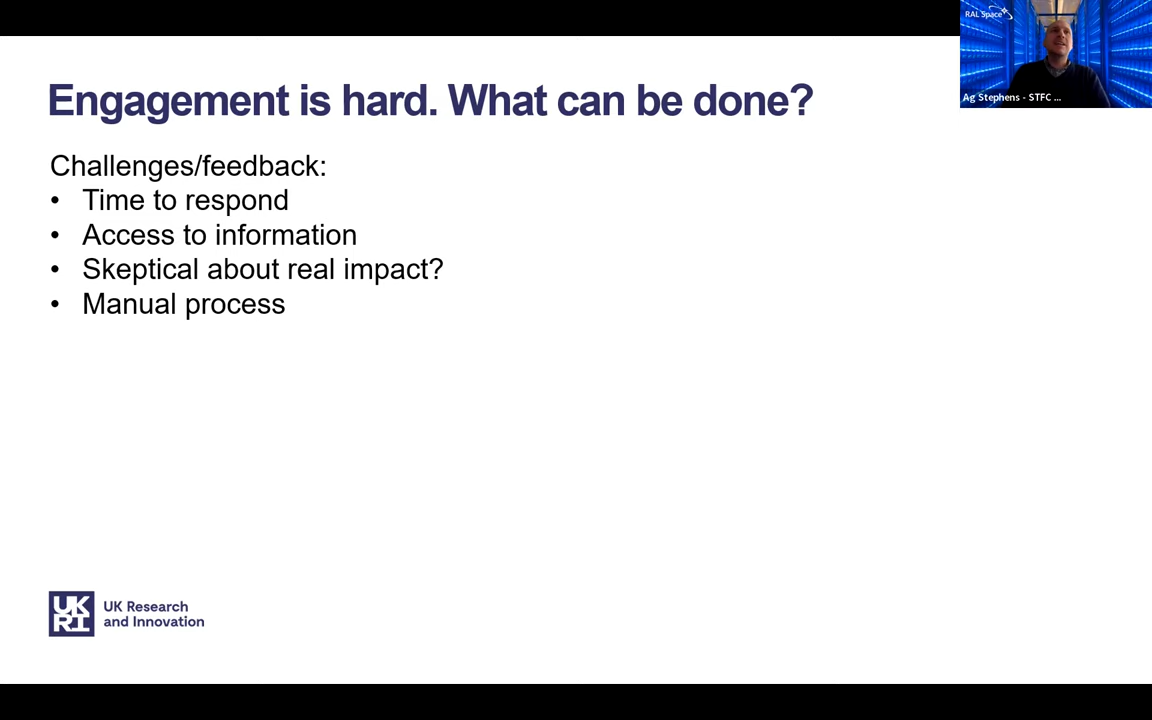 RAL Space
Ag Stephens - STFC ...
Engagement is hard. What can be done?
Challenges/feedback:
• Time to respond
• Access to information
• Skeptical about real impact?
• Manual process
UKRI
UK Research
and Innovation